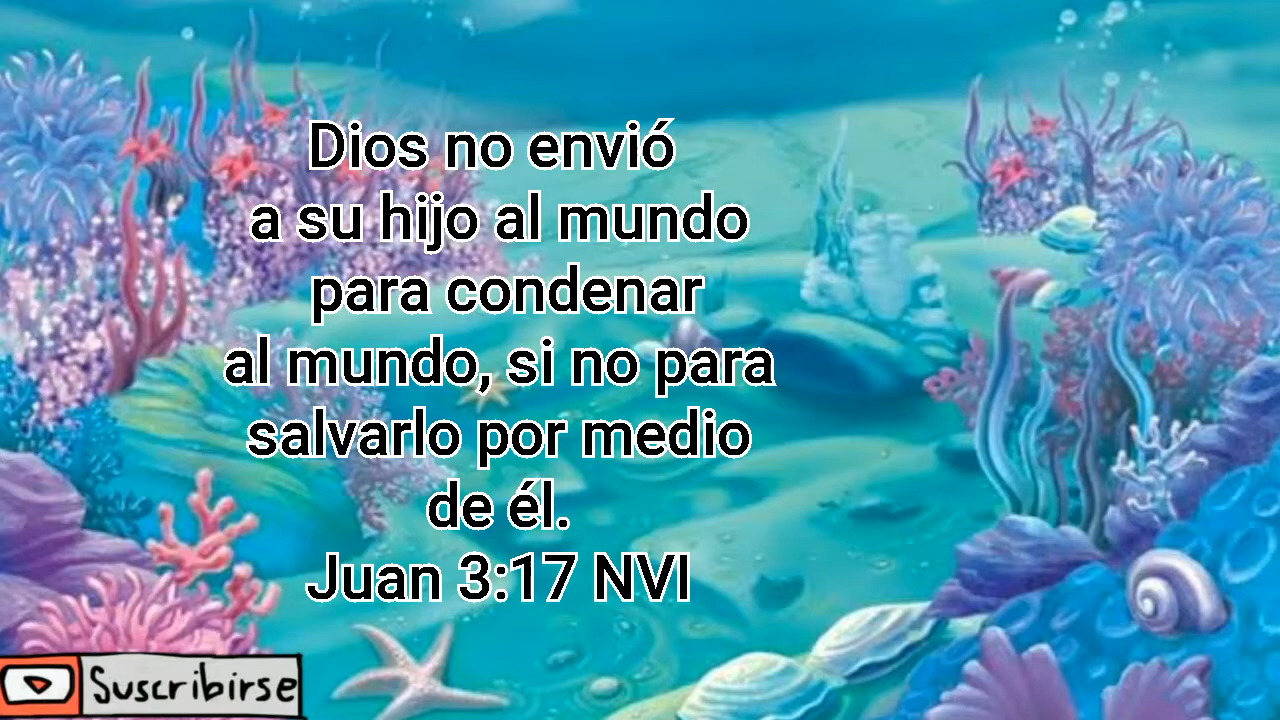 Dios no envió
a su hijo al mundo
para condenar
al mundo, si no para
salvarlo por medio
de él.
Juan 3:17 NVI
Suscribirse